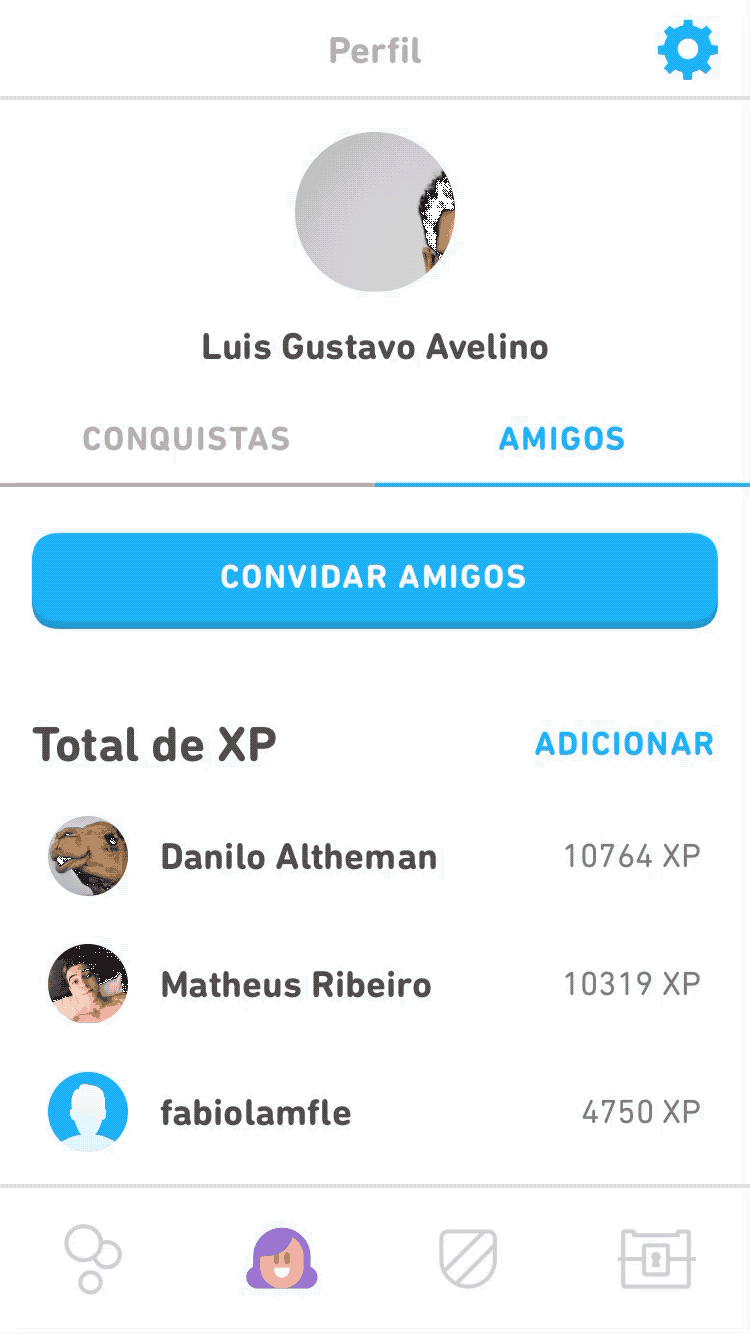 Perfil
Luis Gustavo Avelino
CONQUISTAS
AMIGOS
CONVIDAR AMIGOS
Total de XP
ADICIONAR
Danilo Altheman
10764 XP
Matheus Ribeiro
10319 XP
fabiolamfle
4750 XP